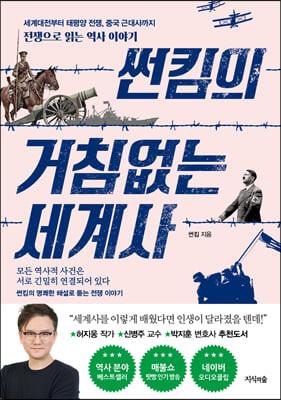 세계대전부터 태평양 전쟁, 중국 근대사까지
전쟁으로 읽는 역사 이야기
썬킴의
거침없는
세계사
썬킴 지음
모든 역사적 사건은
서로 긴밀히 연결되어 있다
썬킴의 명쾌한 해설로 듣는 전쟁 이야기
“세계사를 이렇게 배웠다면 인생이 달라졌을 텐데!”
★허지웅 작가 ★신병주 교수 ★박지훈 변호사 추천도서
★★★
역사 분야
베스트셀러
★★★
★★★
매불쇼
팟빵 인기 방송
★★★
★★★
네이버
오디오클립
★★★
지식의숲